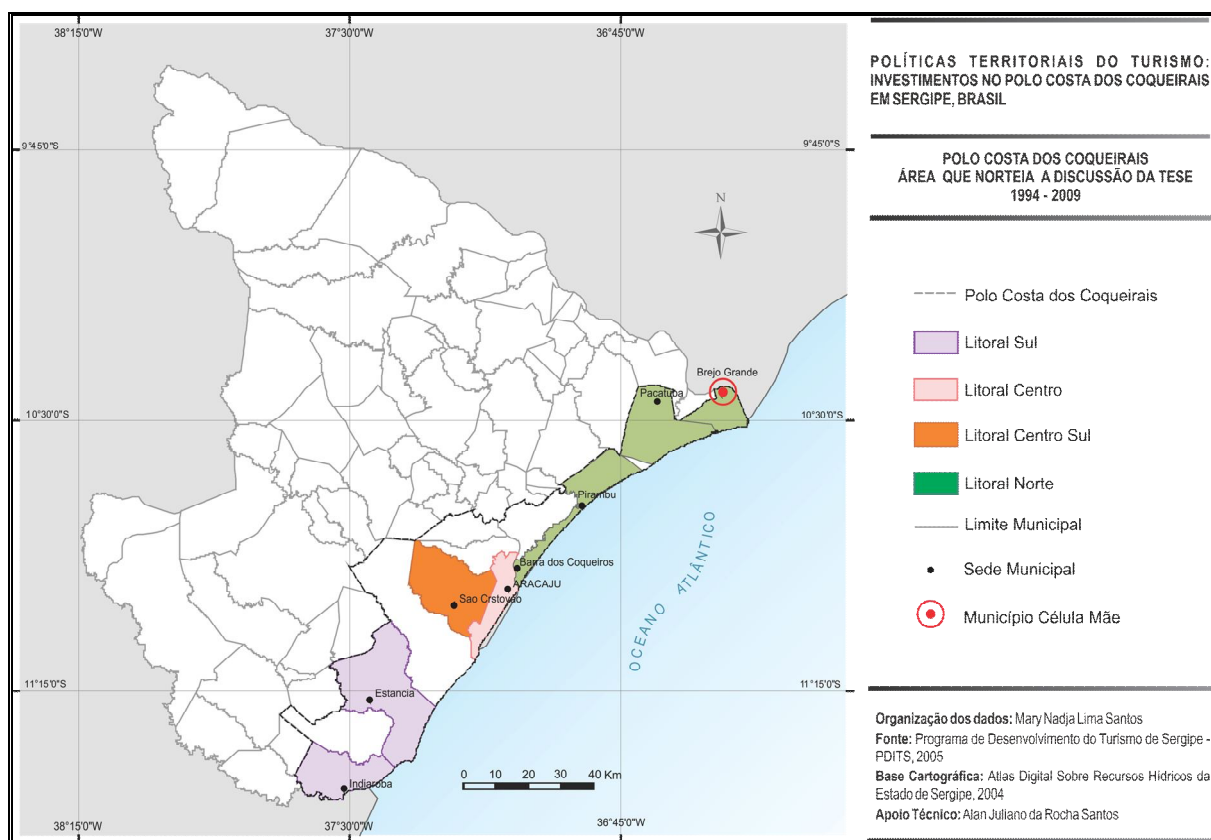 38°15'0"W
37°30'0"W
36°45'0"W
9°45'0"S
9°45'0"S
N
Brejo Grande
Pacatuba
10°30'0"S
10°30'0"S
Pirambu
Barra dos Coqueiros
ARACAJU
Sao Crstovão
OCEANO ATLÂNTICO
11°15'0"S
11°15'0"S
Estancia
Indiaroba
0 10 20 30 40 Km
38°15'0"W
37°30'0"W
36°45'0"W
POLÍTICAS TERRITORIAIS DO TURISMO:
INVESTIMENTOS NO POLO COSTA DOS COQUEIRAIS
EM SERGIPE, BRASIL
POLO COSTA DOS COQUEIRAIS
ÁREA QUE NORTEIA A DISCUSSÃO DA TESE
1994 - 2009
Polo Costa dos Coqueirais
Litoral Sul
Litoral Centro
Litoral Centro Sul
Litoral Norte
Limite Municipal
Sede Municipal
Município Célula Mãe
Organização dos dados: Mary Nadja Lima Santos
Fonte: Programa de Desenvolvimento do Turismo de Sergipe -
PDITS, 2005
Base Cartográfica: Atlas Digital Sobre Recursos Hídricos da
Estado de Sergipe, 2004
Apoio Técnico: Alan Juliano da Rocha Santos